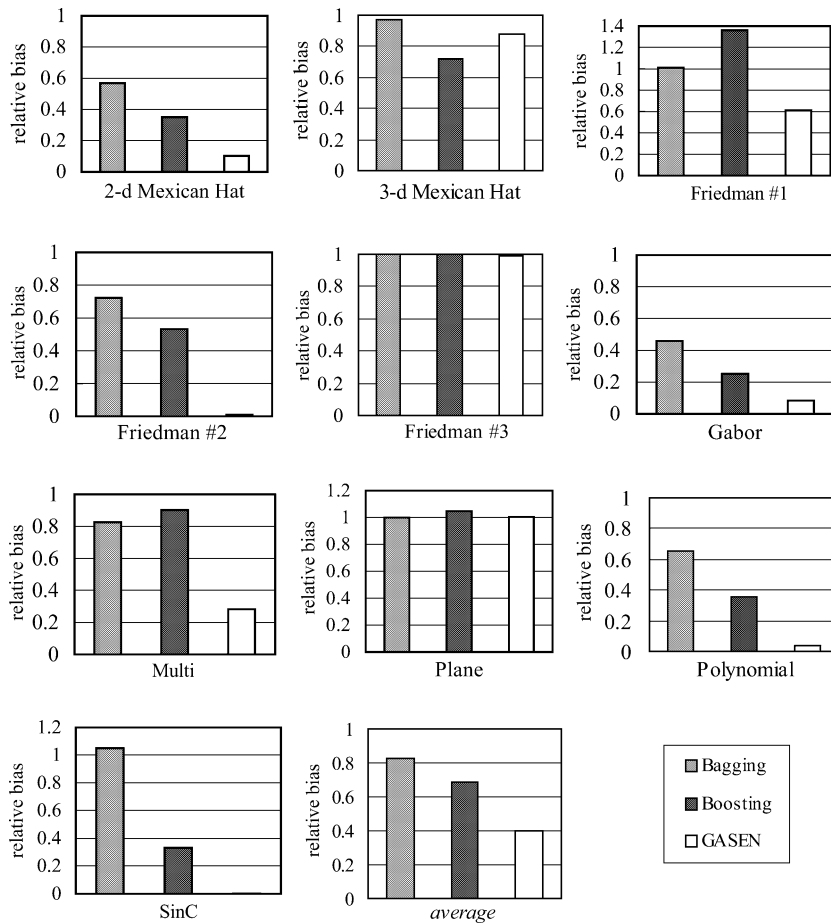 relative bias
1
0.8
0.6
0.4
0.2
0
2-d Mexican Hat
relative bias
1
0.8
0.6
0.4
0.2
0
3-d Mexican Hat
relative bias
1.4
1.2
1
0.8
0.6
0.4
0.2
0
Friedman #1
relative bias
1
0.8
0.6
0.4
0.2
0
Friedman #2
relative bias
1
0.8
0.6
0.4
0.2
0
Friedman #3
relative bias
1
0.8
0.6
0.4
0.2
0
Gabor
relative bias
1
0.8
0.6
0.4
0.2
0
Multi
relative bias
1.2
1
0.8
0.6
0.4
0.2
0
Plane
relative bias
1
0.8
0.6
0.4
0.2
0
Polynomial
relative bias
1.2
1
0.8
0.6
0.4
0.2
0
SinC
relative bias
1
0.8
0.6
0.4
0.2
0
average
Bagging
Boosting
GASEN